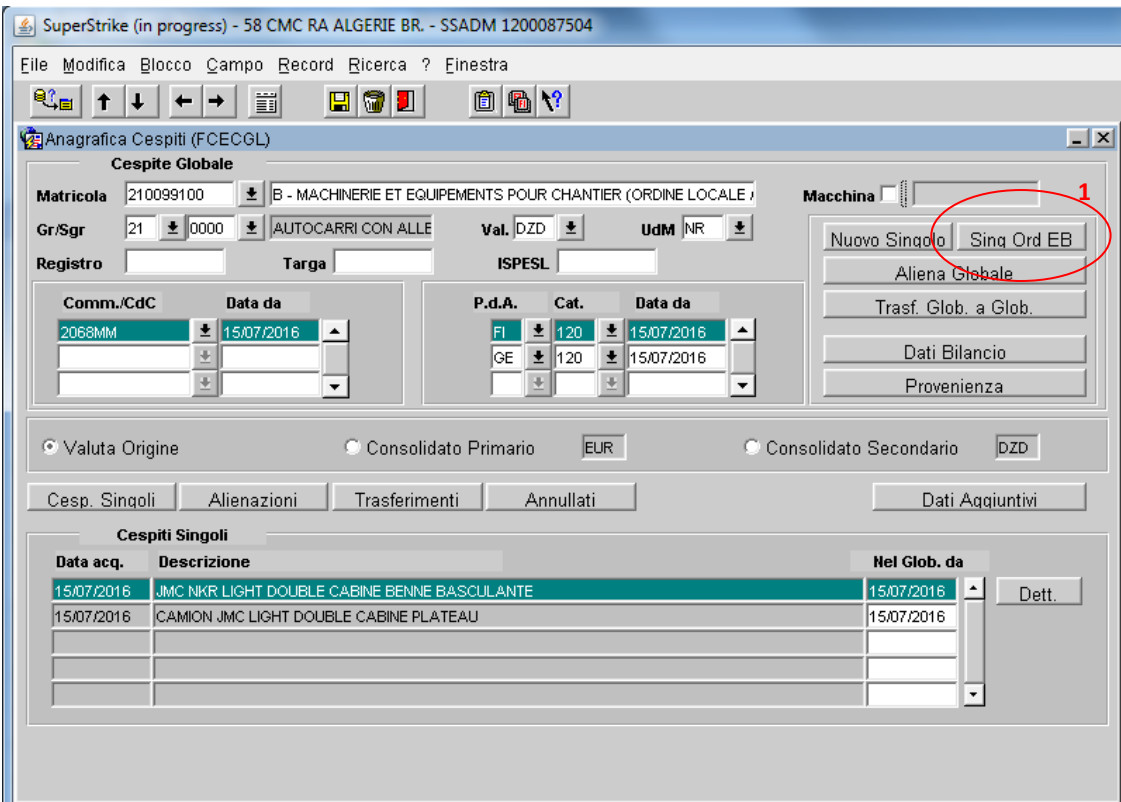 SuperStrike (in progress) - 58 CMC RA ALGERIE BR. - SSADM 1200087504
File Modifica Blocco Campo Record Ricerca ? Finestra
Anagrafica Cespiti (FCECGL)
Cespite Globale
Matricola 210099100 B - MACHINERIE ET EQUIPEMENTS POUR CHANTIER (ORDINE LOCALE Macchina 1
Gr/Sgr 21 0000 AUTOCARRI CON ALLE Val. DZD UdM NR Nuovo Singolo Sing Ord EB
Registro Targa ISPESL Aliena Globale
Comm./CdC Data da P.d.A. Cat. Data da Trasf. Glob. a Glob.
2068MM 15/07/2016 FI 120 15/07/2016
GE 120 15/07/2016 Dati Bilancio
Provenienza
Valuta Origine Consolidato Primario EUR Consolidato Secondario DZD
Cesp. Singoli Alienazioni Trasferimenti Annullati Dati Aggiuntivi
Cespiti Singoli
Data acq. Descrizione Nel Glob. da
15/07/2016 JMC NKR LIGHT DOUBLE CABINE BENNE BASCULANTE 15/07/2016 Dett.
15/07/2016 CAMION JMC LIGHT DOUBLE CABINE PLATEAU 15/07/2016